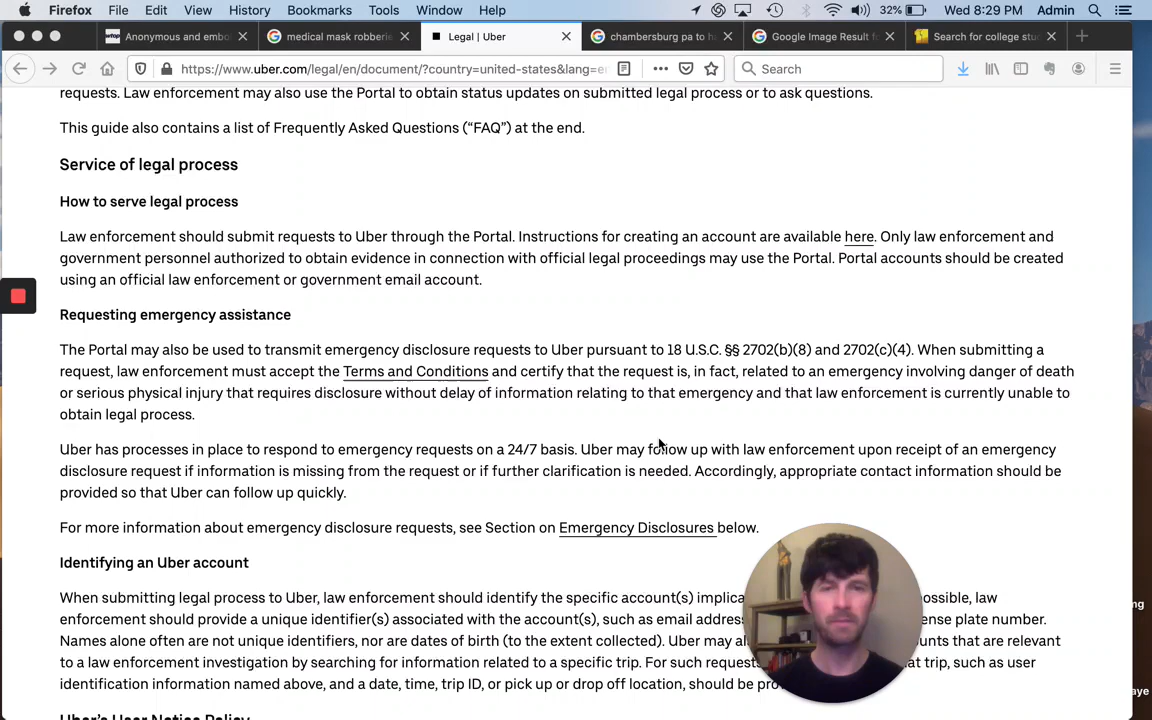 Firefox File Edit View History Bookmarks Tools Window Help 32% Wed 8:29 PM Admin
wtop Anonymous and embol medical mask robberie Legal | Uber chambersburg pa to h Google Image Result f Search for college stu
https://www.uber.com/legal/en/document/?country=united-states&lang=e Search
requests. Law enforcement may also use the Portal to obtain status updates on submitted legal process or to ask questions.
This guide also contains a list of Frequently Asked Questions (“FAQ”) at the end.
Service of legal process
How to serve legal process
Law enforcement should submit requests to Uber through the Portal. Instructions for creating an account are available here. Only law enforcement and
government personnel authorized to obtain evidence in connection with official legal proceedings may use the Portal. Portal accounts should be created
using an official law enforcement or government email account.
Requesting emergency assistance
The Portal may also be used to transmit emergency disclosure requests to Uber pursuant to 18 U.S.C. §§ 2702(b)(8) and 2702(c)(4). When submitting a
request, law enforcement must accept the Terms and Conditions and certify that the request is, in fact, related to an emergency involving danger of death
or serious physical injury that requires disclosure without delay of information relating to that emergency and that law enforcement is currently unable to
obtain legal process.
Uber has processes in place to respond to emergency requests on a 24/7 basis. Uber may follow up with law enforcement upon receipt of an emergency
disclosure request if information is missing from the request or if further clarification is needed. Accordingly, appropriate contact information should be
provided so that Uber can follow up quickly.
For more information about emergency disclosure requests, see Section on Emergency Disclosures below.
Identifying an Uber account
When submitting legal process to Uber, law enforcement should identify the specific account(s) implica ossible, law
enforcement should provide a unique identifier(s) associated with the account(s), such as email addres ense plate number.
Names alone often are not unique identifiers, nor are dates of birth (to the extent collected). Uber may al unts that are relevant
to a law enforcement investigation by searching for information related to a specific trip. For such request at trip, such as user
identification information named above, and a date, time, trip ID, or pick up or drop off location, should be pro
Uber’s User Notice Policy